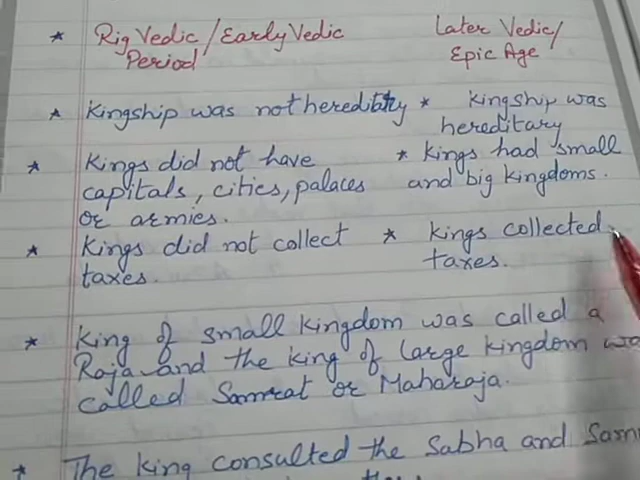 * Rig Vedic / Early Vedic Period
Later Vedic / Epic Age
* Kingship was not hereditary
* Kingship was hereditary
* Kings did not have capitals, cities, palaces or armies.
* Kings had small and big kingdoms.
* Kings did not collect taxes.
* Kings collected taxes.
* King of small kingdom was called a
Raja and the king of large kingdom
called Samrat or Maharaja.
* The king consulted the Sabha and